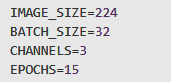 IMAGE_SIZE=224
BATCH_SIZE=32
CHANNELS=3
EPOCHS=15